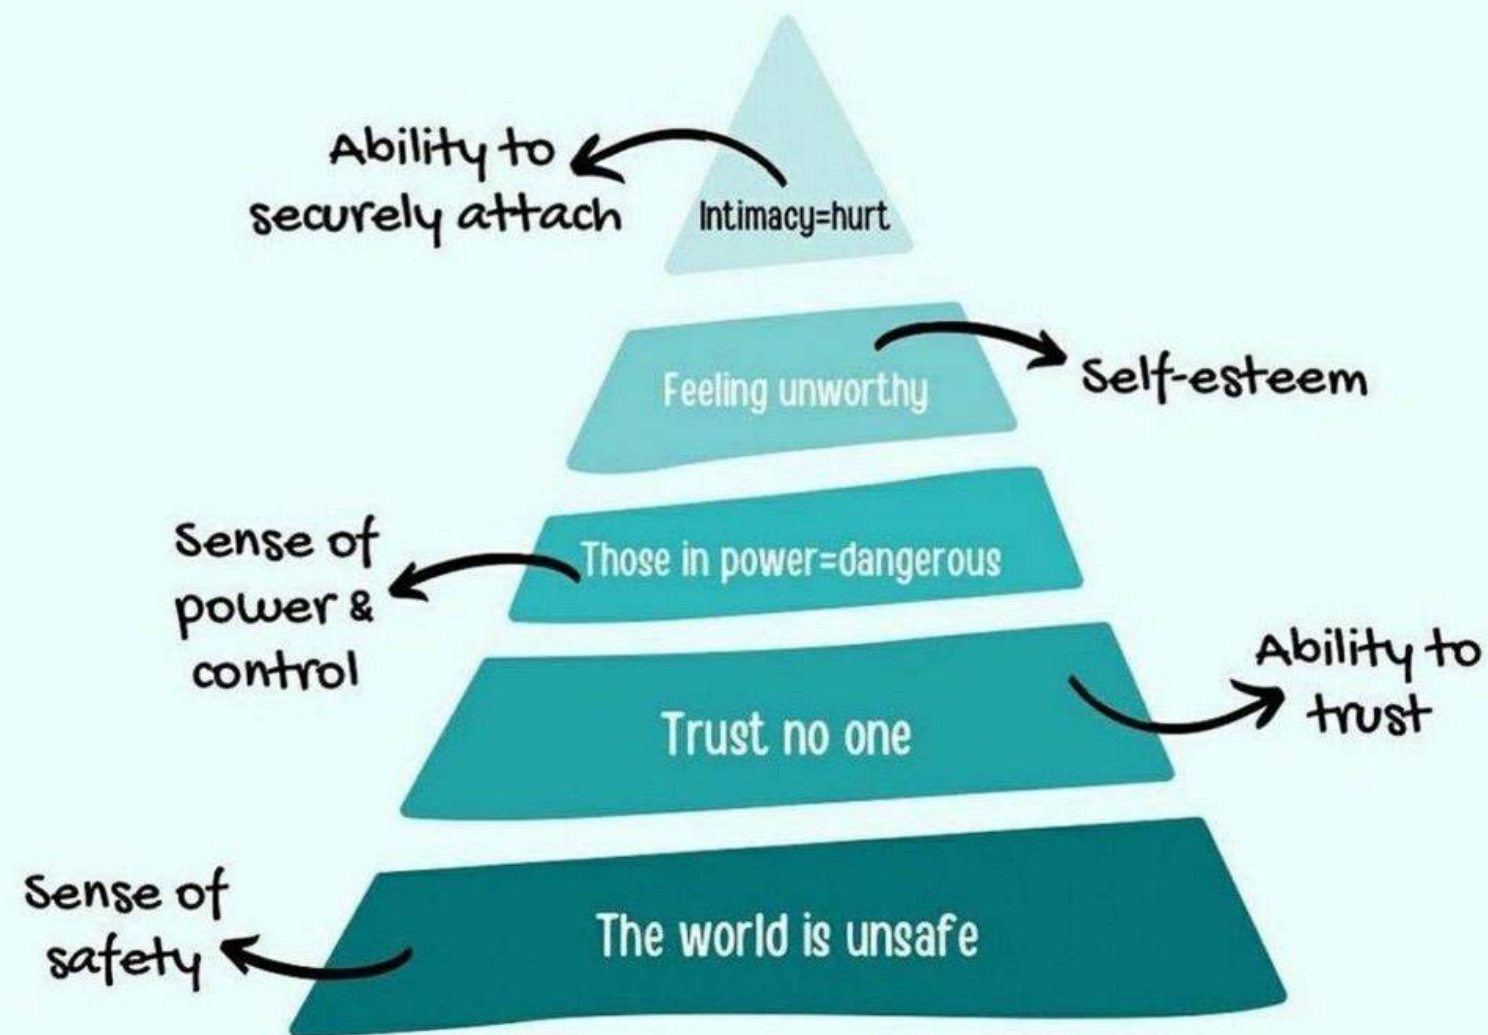 Ability to
securely attach
Intimacy=hurt
Feeling unworthy
Self-esteem
Sense of
power &
control
Those in power=dangerous
Trust no one
Ability to
trust
Sense of
safety
The world is unsafe